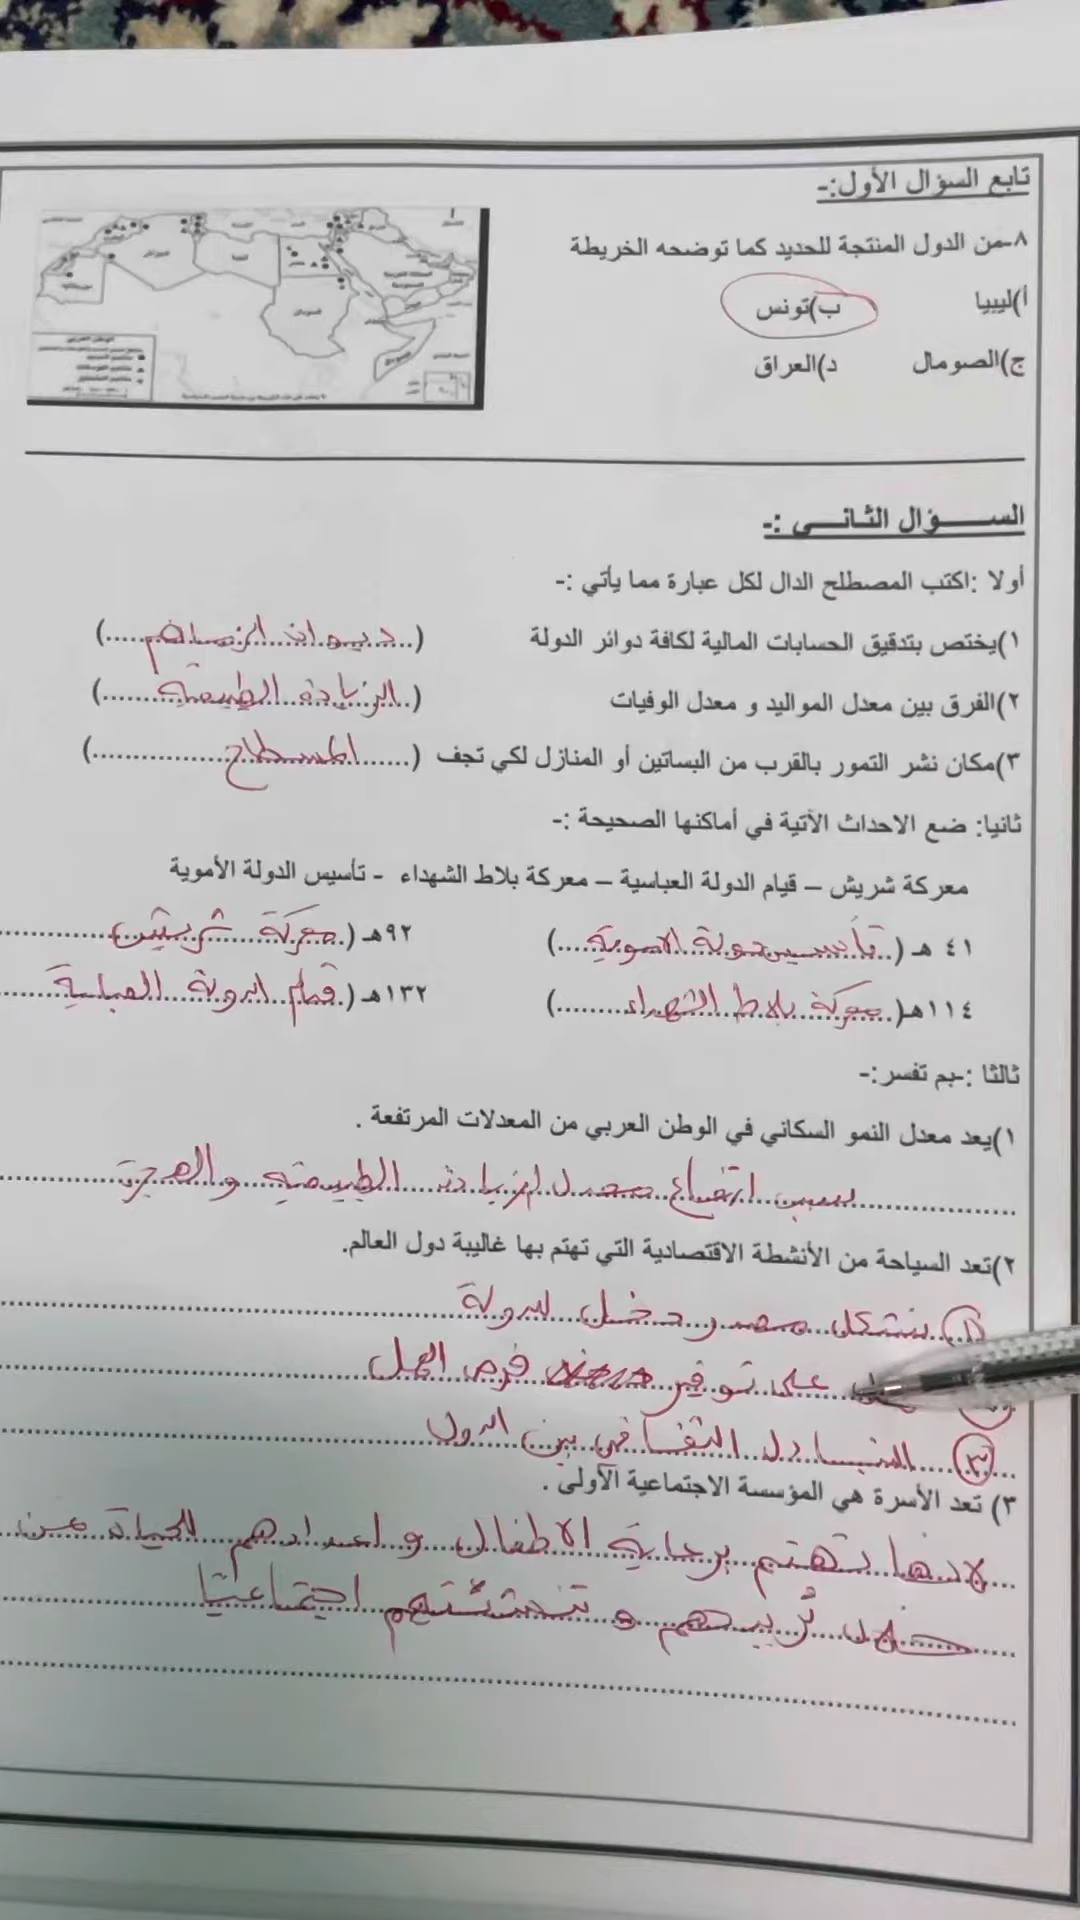 تابع السؤال الأول:-
٨-من الدول المنتجة للحديد كما توضحه الخريطة
أ)ليبيا ب)تونس
ج)الصومال د)العراق
الســـــؤال الثانـــى :-
أولا :اكتب المصطلح الدال لكل عبارة مما يأتي :-
١)يختص بتدقيق الحسابات المالية لكافة دوائر الدولة (ديوان الزمام)
٢)الفرق بين معدل المواليد و معدل الوفيات (الزيادة الطبيعية)
٣)مكان نشر التمور بالقرب من البساتين أو المنازل لكي تجف (المسطاح)
ثانيا: ضع الاحداث الآتية في أماكنها الصحيحة :-
معركة شريش – قيام الدولة العباسية – معركة بلاط الشهداء - تأسيس الدولة الأموية
٤١ هـ (تأسيس دولة الاموية) ٩٢هـ (معركة شريش
١١٤هـ(معركة بلاط الشهداء) ١٣٢هـ (قيام الدولة العباسية
ثالثا :-بم تفسر:-
١)يعد معدل النمو السكاني في الوطن العربي من المعدلات المرتفعة .
بسبب ارتفاع معدل الزيادة الطبيعية والهجرة
٢)تعد السياحة من الأنشطة الاقتصادية التي تهتم بها غالبية دول العالم.
١ تشكل مصدر دخل للدولة
على توفير فرص العمل
٣ التبادل الثقافي بين الدول
٣) تعد الأسرة هي المؤسسة الاجتماعية الأولى .
لانها تهتم برعاية الاطفال واعدادهم للحياة من
خلال تربيتهم و تنشئتهم اجتماعيا